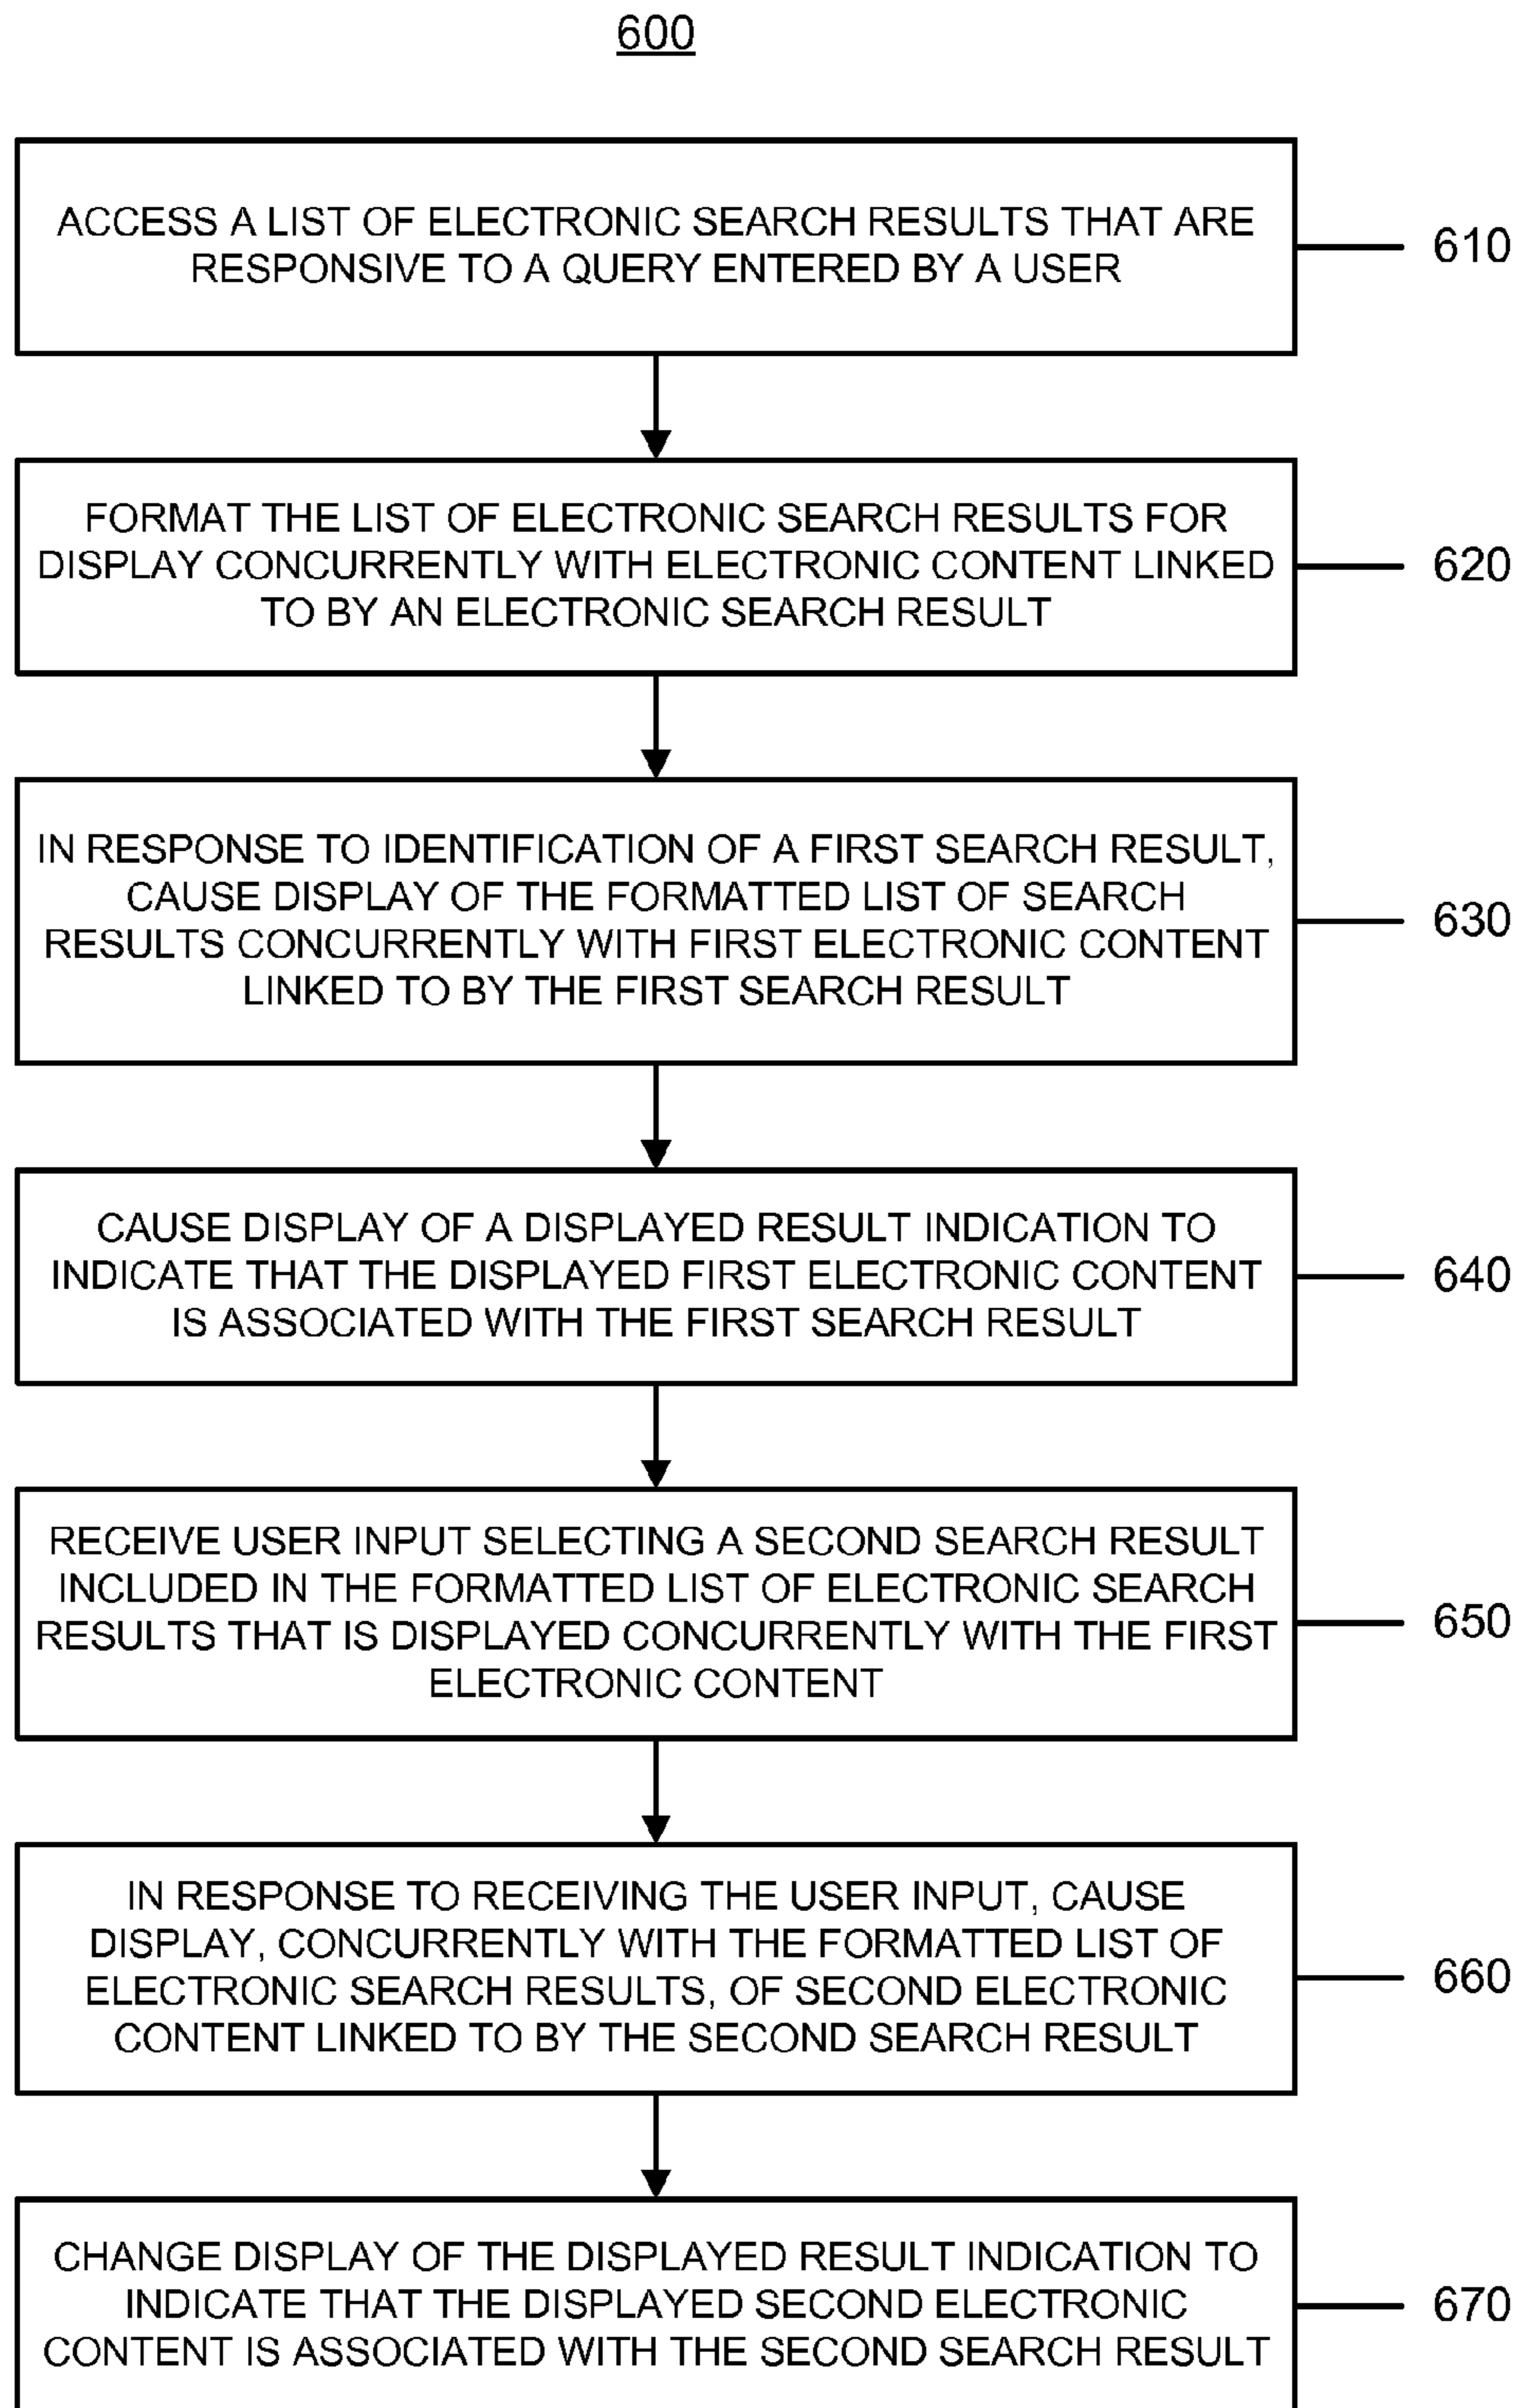 600
ACCESS A LIST OF ELECTRONIC SEARCH RESULTS THAT ARE
RESPONSIVE TO A QUERY ENTERED BY A USER
610
FORMAT THE LIST OF ELECTRONIC SEARCH RESULTS FOR
DISPLAY CONCURRENTLY WITH ELECTRONIC CONTENT LINKED
TO BY AN ELECTRONIC SEARCH RESULT
620
IN RESPONSE TO IDENTIFICATION OF A FIRST SEARCH RESULT,
CAUSE DISPLAY OF THE FORMATTED LIST OF SEARCH
RESULTS CONCURRENTLY WITH FIRST ELECTRONIC CONTENT
LINKED TO BY THE FIRST SEARCH RESULT
630
CAUSE DISPLAY OF A DISPLAYED RESULT INDICATION TO
INDICATE THAT THE DISPLAYED FIRST ELECTRONIC CONTENT
IS ASSOCIATED WITH THE FIRST SEARCH RESULT
640
RECEIVE USER INPUT SELECTING A SECOND SEARCH RESULT
INCLUDED IN THE FORMATTED LIST OF ELECTRONIC SEARCH
RESULTS THAT IS DISPLAYED CONCURRENTLY WITH THE FIRST
ELECTRONIC CONTENT
650
IN RESPONSE TO RECEIVING THE USER INPUT, CAUSE
DISPLAY, CONCURRENTLY WITH THE FORMATTED LIST OF
ELECTRONIC SEARCH RESULTS, OF SECOND ELECTRONIC
CONTENT LINKED TO BY THE SECOND SEARCH RESULT
660
CHANGE DISPLAY OF THE DISPLAYED RESULT INDICATION TO
INDICATE THAT THE DISPLAYED SECOND ELECTRONIC
CONTENT IS ASSOCIATED WITH THE SECOND SEARCH RESULT
670